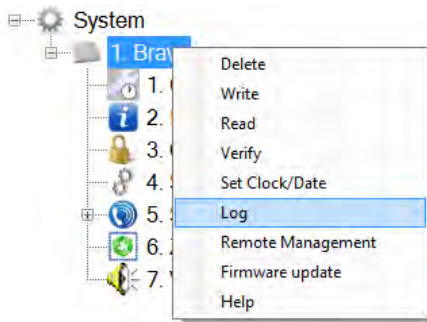 System
1. Brav
Delete
Write
Read
Verify
Set Clock/Date
Log
Remote Management
Firmware update
Help
1.
2.
3.
4.
5.
6.
7.